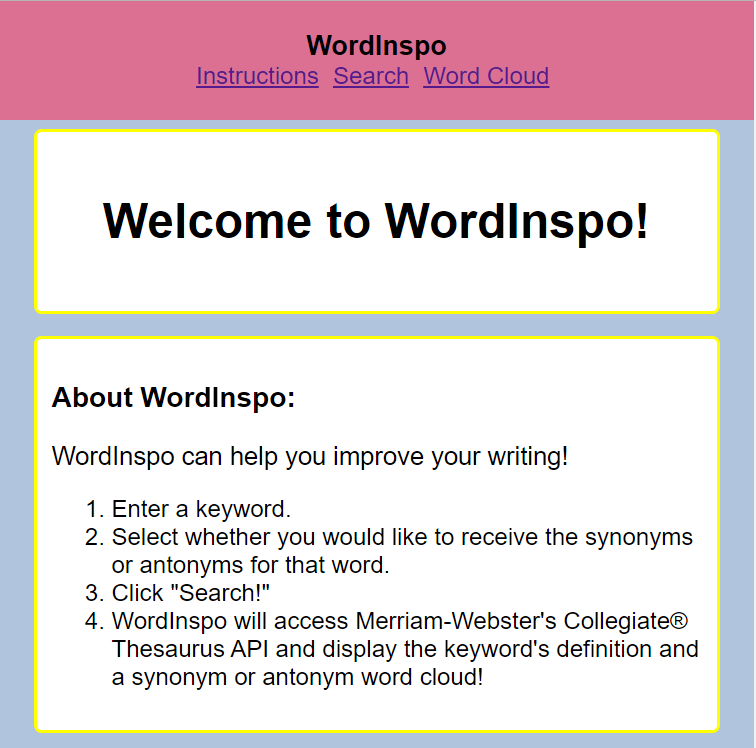 WordInspo
Instructions Search Word Cloud
Welcome to WordInspo!
About WordInspo:
WordInspo can help you improve your writing!
1. Enter a keyword.
2. Select whether you would like to receive the synonyms
or antonyms for that word.
3. Click "Search!"
4. WordInspo will access Merriam-Webster's Collegiate®
Thesaurus API and display the keyword's definition and
a synonym or antonym word cloud!